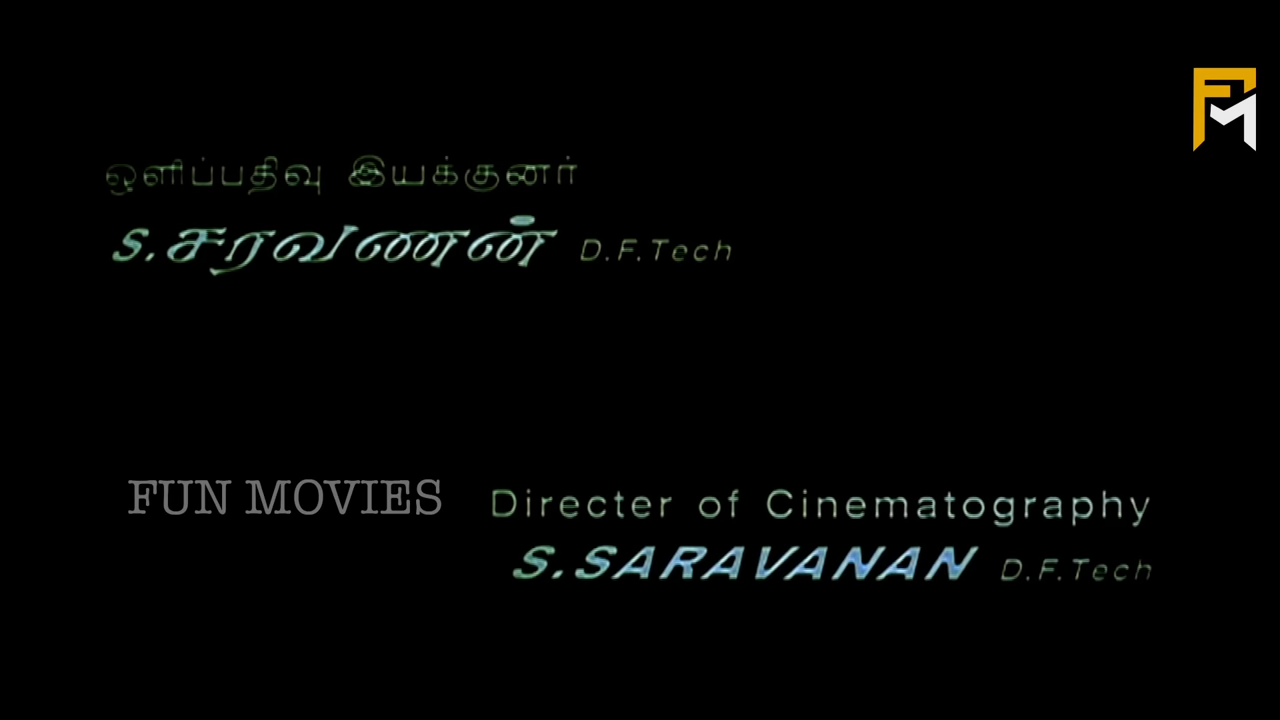 ஒளிப்பதிவு இயக்குனர்
S.சரவணன் D.F.Tech
FUN MOVIES
Directer of Cinematography
S.SARAVANAN D.F.Tech